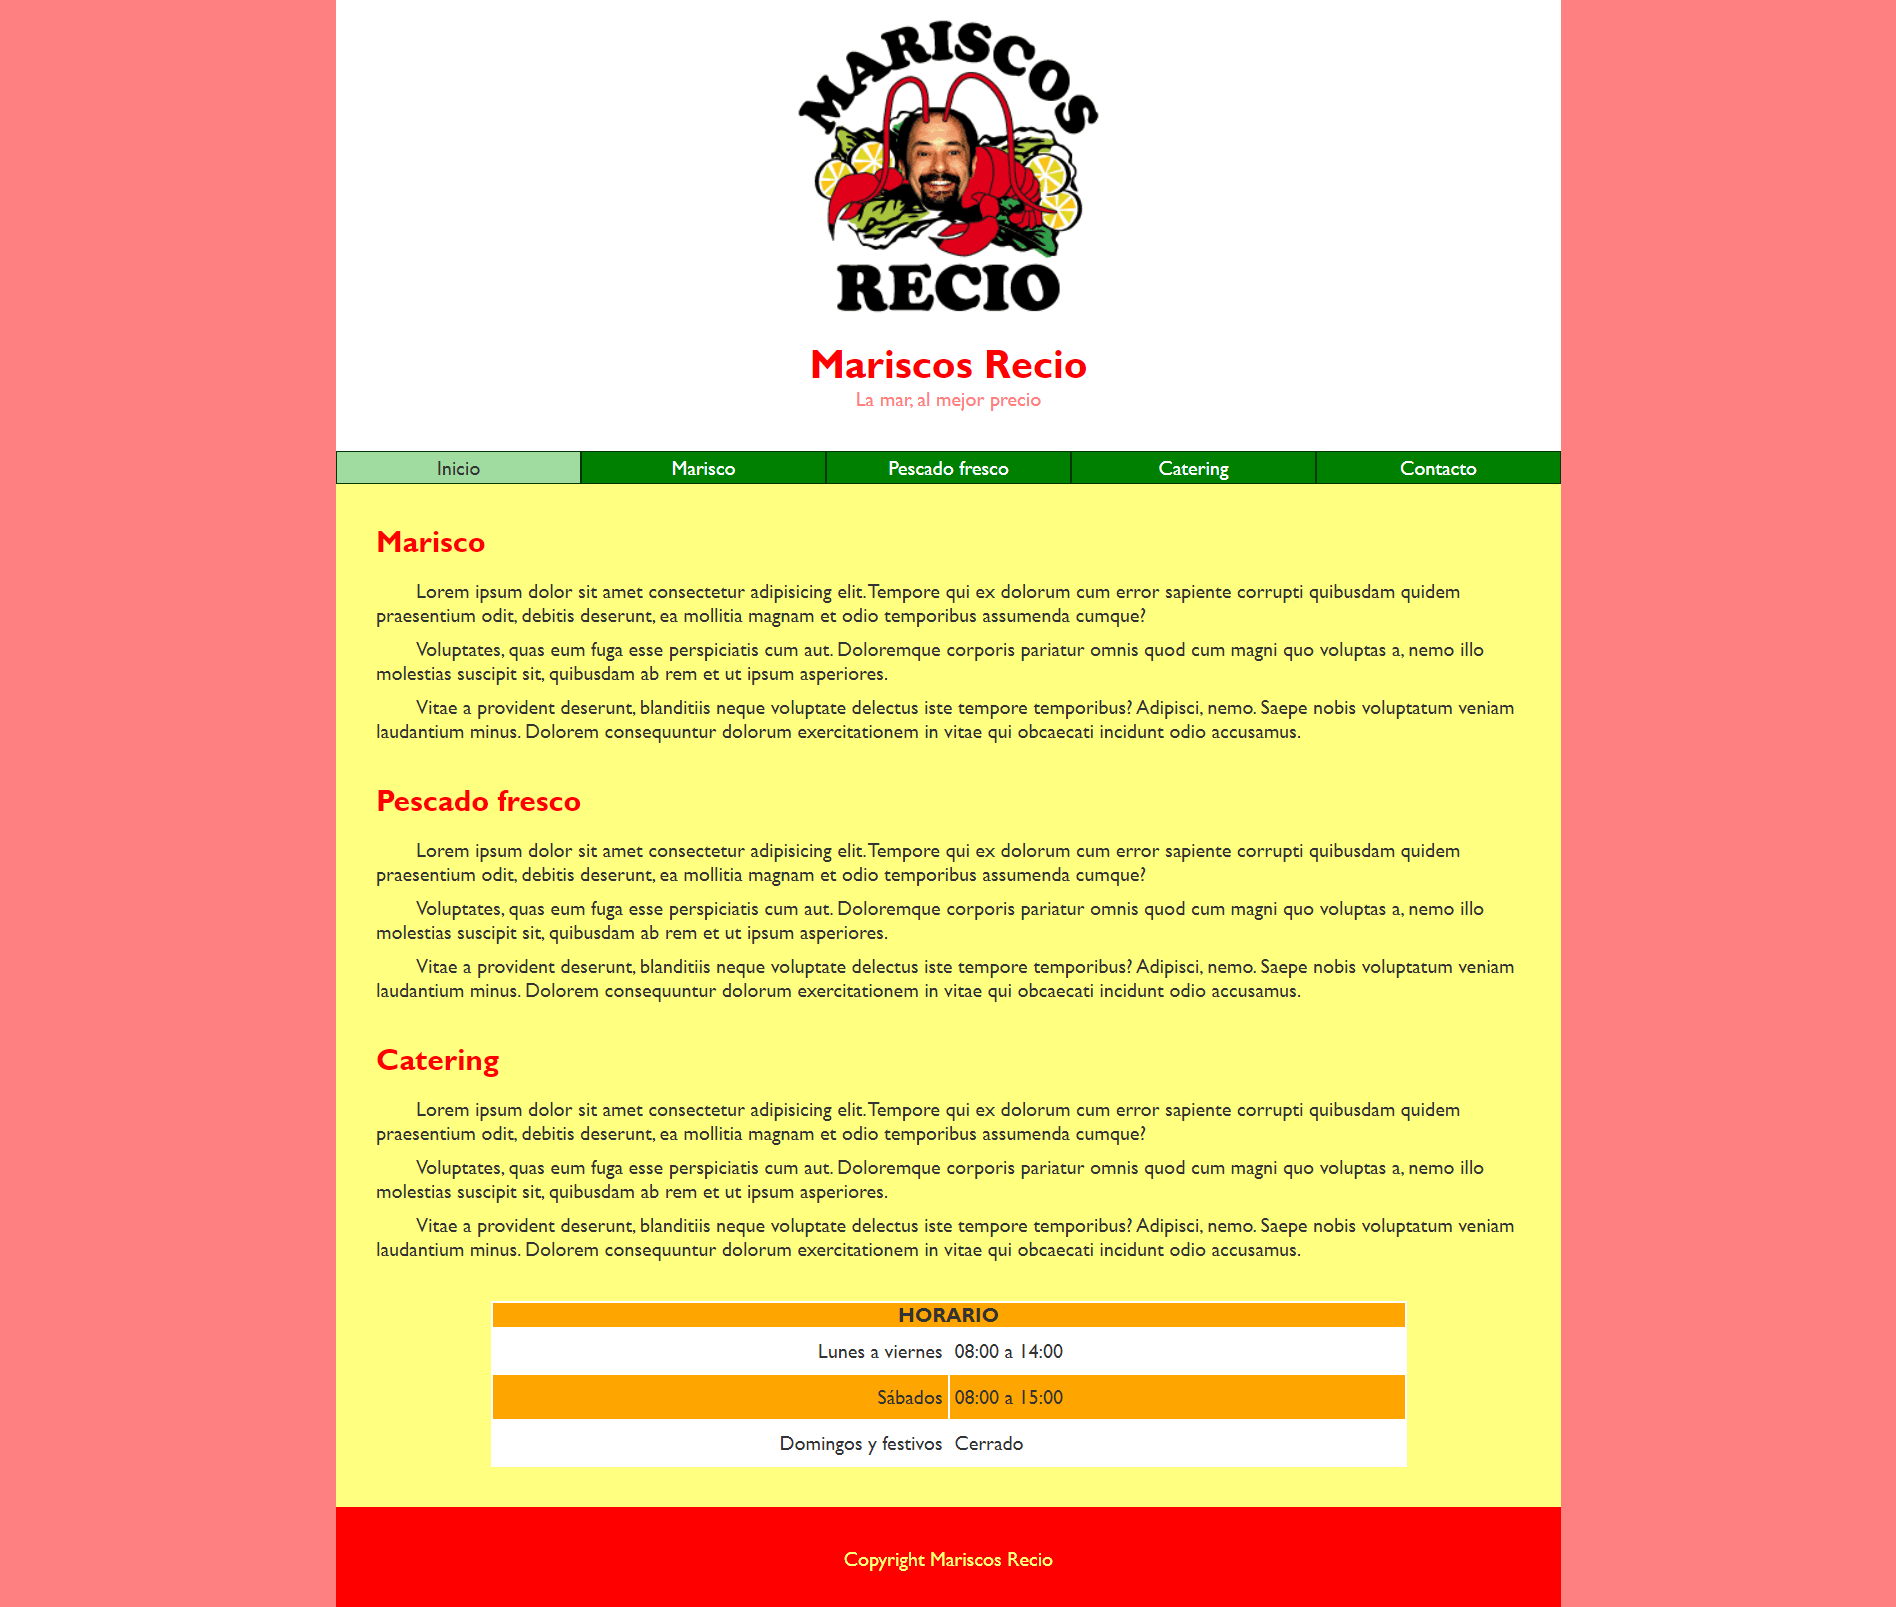 MARISCOS
RECIO
Mariscos Recio
La mar, al mejor precio
Inicio
Marisco
Pescado fresco
Catering
Contacto
Marisco
Lorem ipsum dolor sit amet consectetur adipisicing elit. Tempore qui ex dolorum cum error sapiente corrupti quibusdam quidem
praesentium odit, debitis deserunt, ea mollitia magnam et odio temporibus assumenda cumque?
Voluptates, quas eum fuga esse perspiciatis cum aut. Doloremque corporis pariatur omnis quod cum magni quo voluptas a, nemo illo
molestias suscipit sit, quibusdam ab rem et ut ipsum asperiores.
Vitae a provident deserunt, blanditiis neque voluptate delectus iste tempore temporibus? Adipisci, nemo. Saepe nobis voluptatum veniam
laudantium minus. Dolorem consequuntur dolorum exercitationem in vitae qui obcaecati incidunt odio accusamus.
Pescado fresco
Lorem ipsum dolor sit amet consectetur adipisicing elit. Tempore qui ex dolorum cum error sapiente corrupti quibusdam quidem
praesentium odit, debitis deserunt, ea mollitia magnam et odio temporibus assumenda cumque?
Voluptates, quas eum fuga esse perspiciatis cum aut. Doloremque corporis pariatur omnis quod cum magni quo voluptas a, nemo illo
molestias suscipit sit, quibusdam ab rem et ut ipsum asperiores.
Vitae a provident deserunt, blanditiis neque voluptate delectus iste tempore temporibus? Adipisci, nemo. Saepe nobis voluptatum veniam
laudantium minus. Dolorem consequuntur dolorum exercitationem in vitae qui obcaecati incidunt odio accusamus.
Catering
Lorem ipsum dolor sit amet consectetur adipisicing elit. Tempore qui ex dolorum cum error sapiente corrupti quibusdam quidem
praesentium odit, debitis deserunt, ea mollitia magnam et odio temporibus assumenda cumque?
Voluptates, quas eum fuga esse perspiciatis cum aut. Doloremque corporis pariatur omnis quod cum magni quo voluptas a, nemo illo
molestias suscipit sit, quibusdam ab rem et ut ipsum asperiores.
Vitae a provident deserunt, blanditiis neque voluptate delectus iste tempore temporibus? Adipisci, nemo. Saepe nobis voluptatum veniam
laudantium minus. Dolorem consequuntur dolorum exercitationem in vitae qui obcaecati incidunt odio accusamus.
HORARIO
Lunes a viernes 08:00 a 14:00
Sábados 08:00 a 15:00
Domingos y festivos Cerrado
Copyright Mariscos Recio